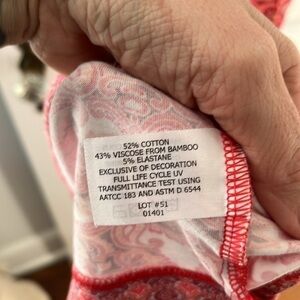 52% COTTON
43% VISCOSE FROM BAMBOO
5% ELASTANE
EXCLUSIVE OF DECORATION
FULL LIFE CYCLE UV
TRANSMITTANCE TEST USING
AATCC 183 AND ASTM D 6544
LOT #51
01401